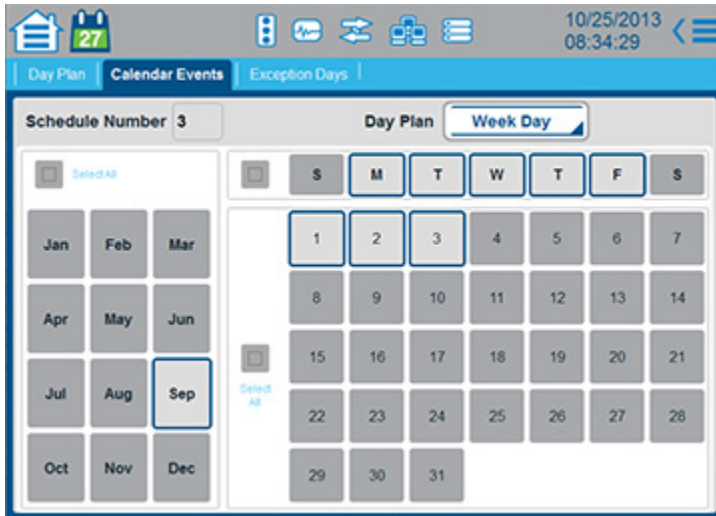 27
10/25/2013
08:34:29
Day Plan Calendar Events Exception Days
Schedule Number 3 Day Plan Week Day
Select All
S M T W T F S
Jan Feb Mar
Apr May Jun
Jul Aug Sep
Oct Nov Dec
Select
All
1 2 3 4 5 6 7
8 9 10 11 12 13 14
15 16 17 18 19 20 21
22 23 24 25 26 27 28
29 30 31